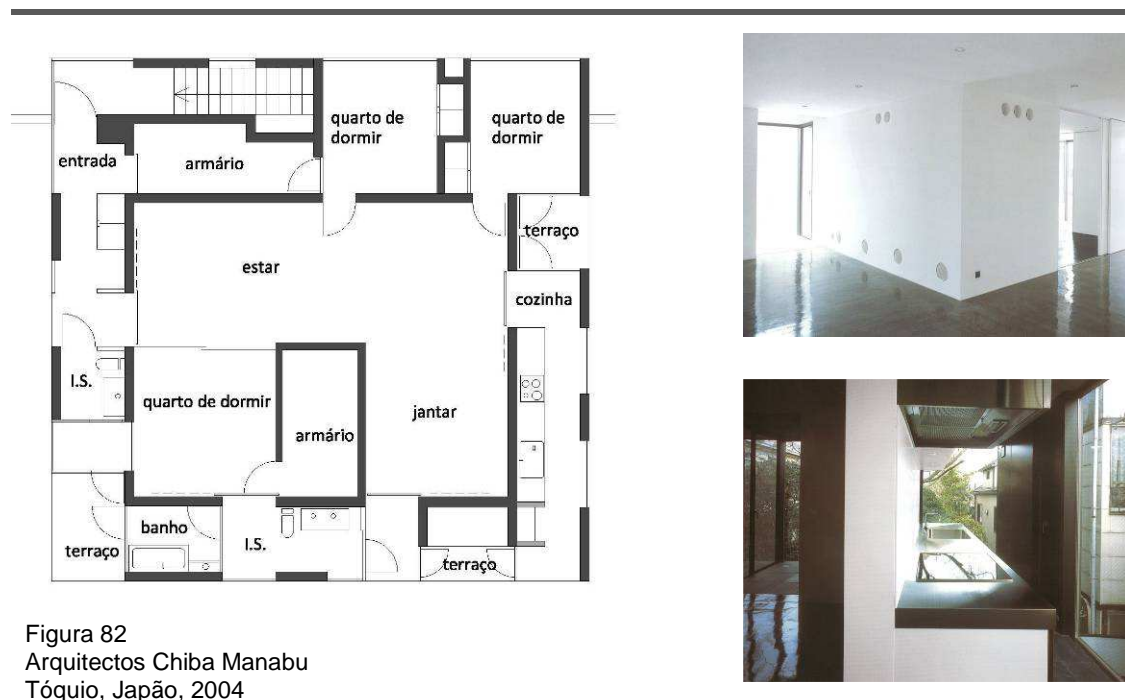 quarto de
dormir
quarto de
dormir
entrada
armário
terraço
estar
cozinha
I.S.
quarto de dormir
jantar
armário
banho
I.S.
terraço
terraço
Figura 82
Arquitectos Chiba Manabu
Tóquio, Japão, 2004